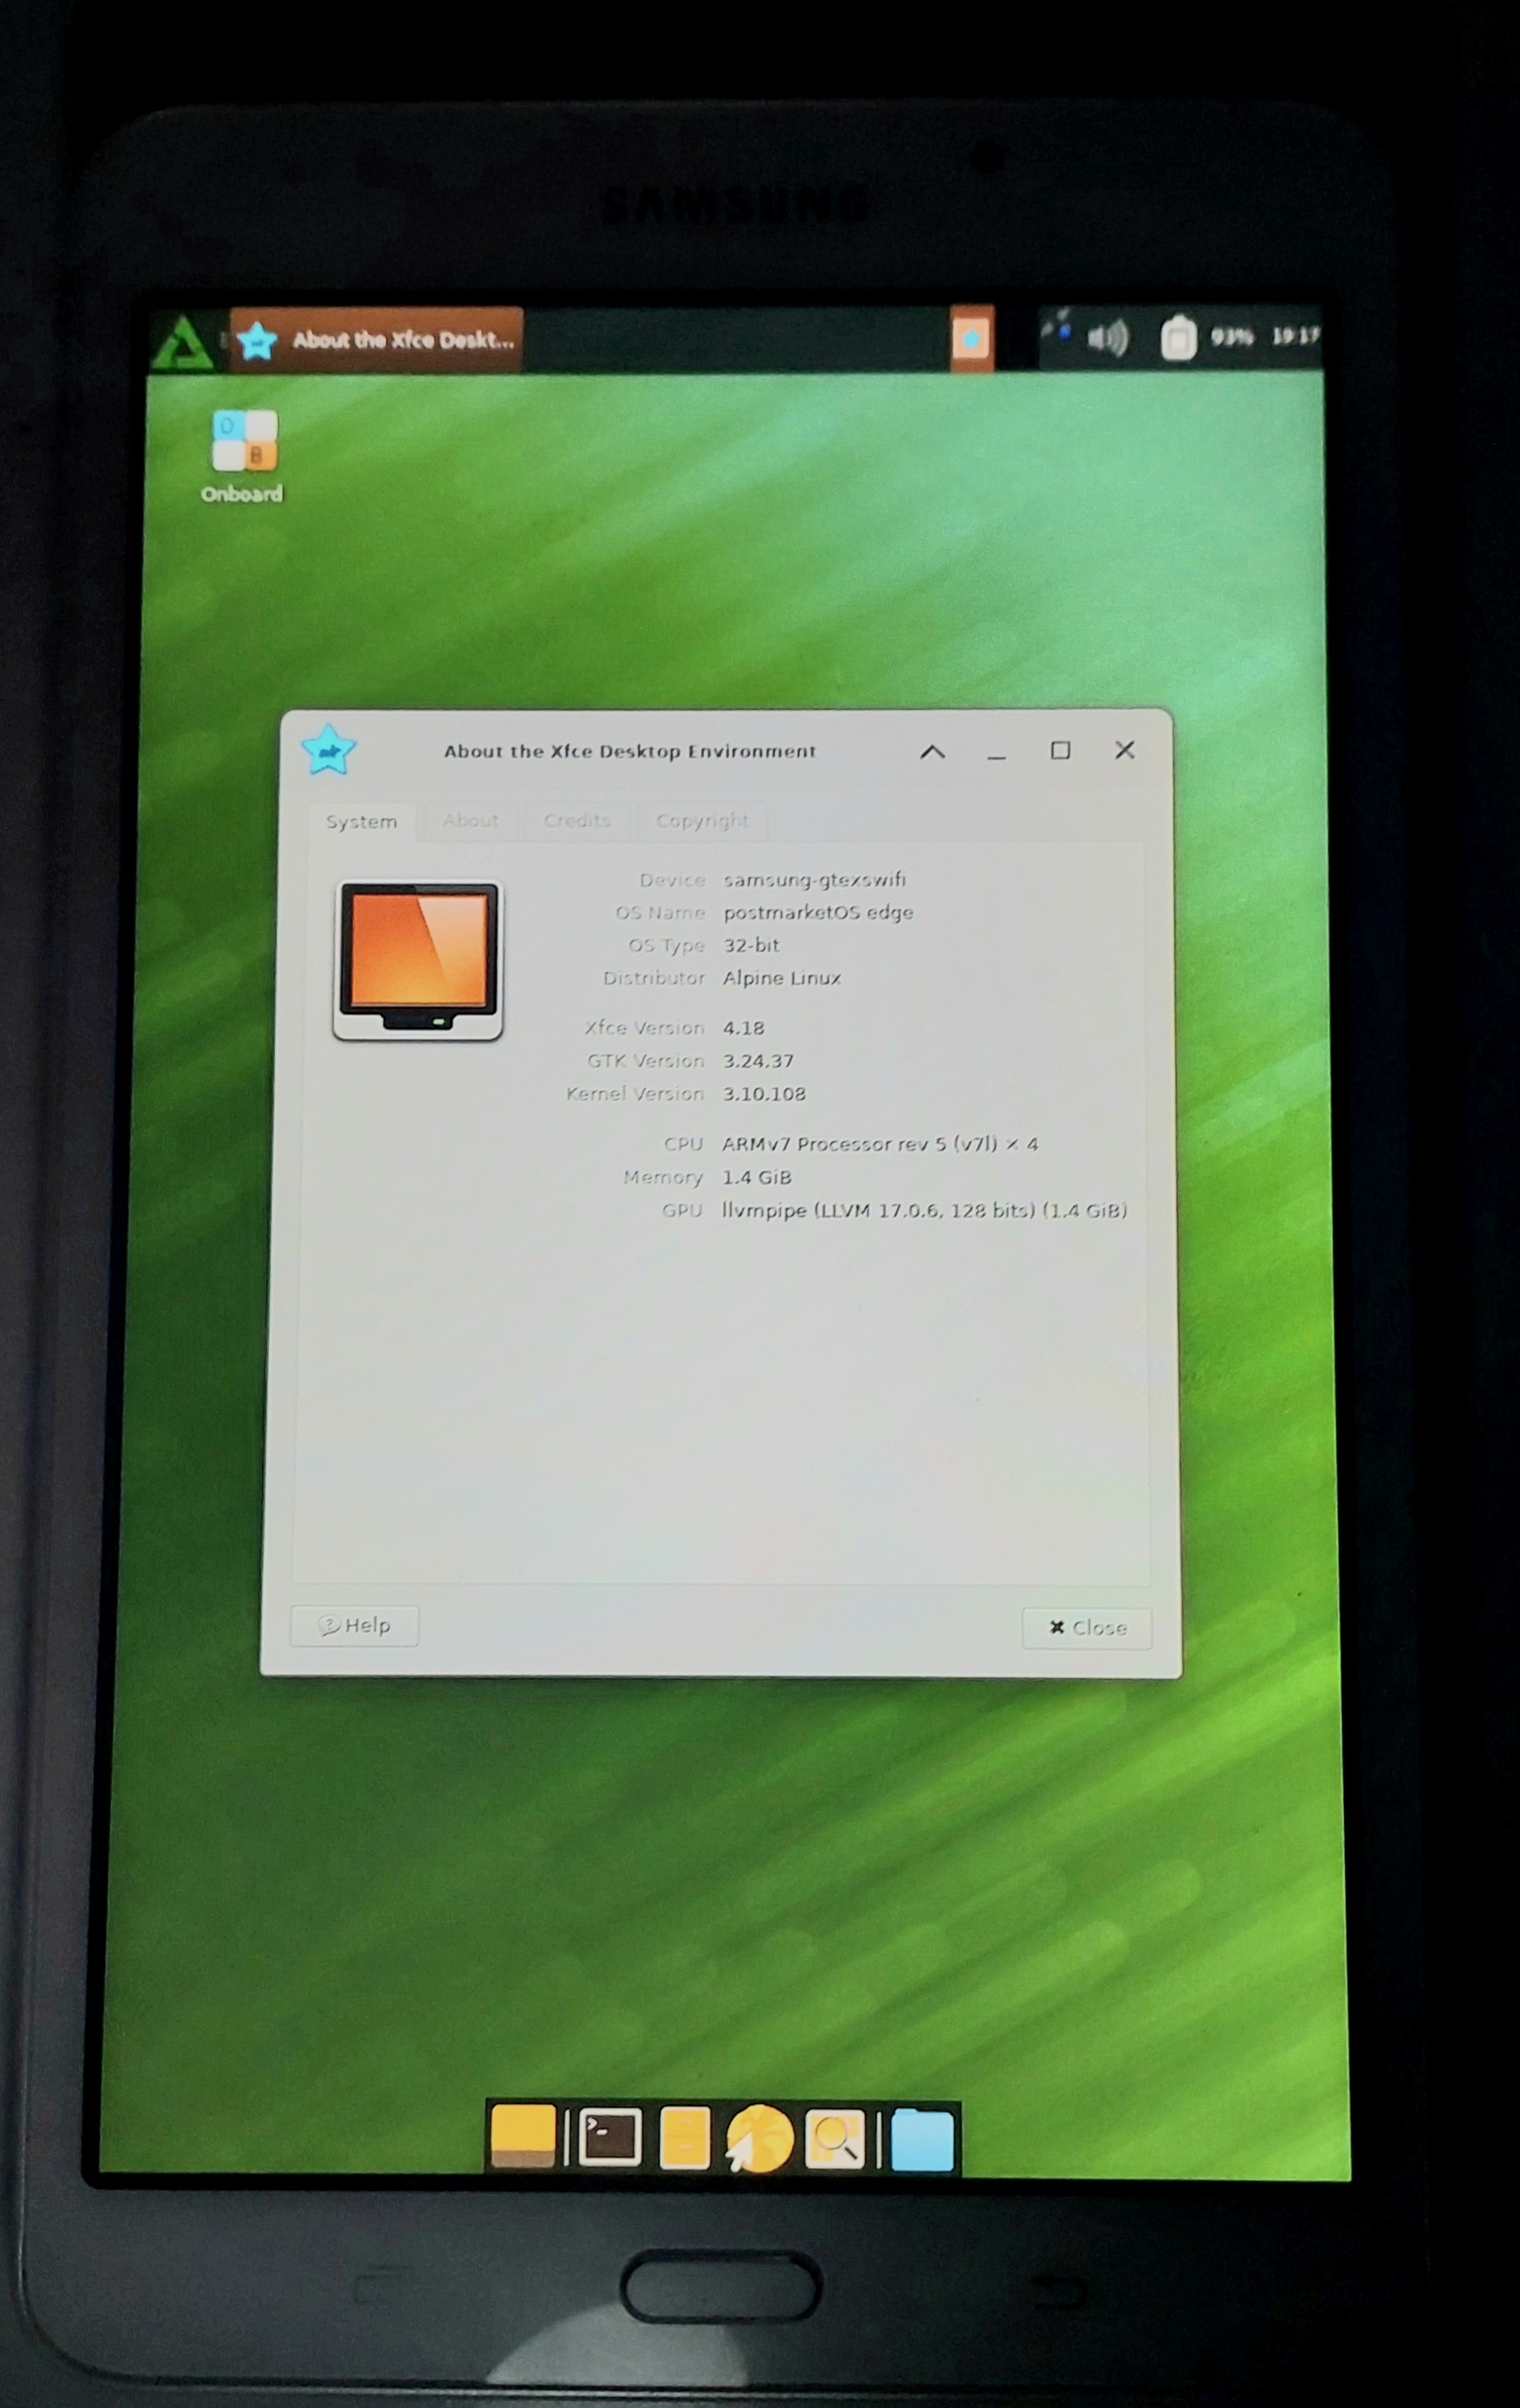 SAMSUNG
About the Xfce Deskt...
93%
19:17
O
B
Onboard
About the Xfce Desktop Environment
System
About
Credits
Copyright
Device samsung-gtexswifi
OS Name postmarketOS edge
OS Type 32-bit
Distributor Alpine Linux
Xfce Version 4.18
GTK Version 3.24.37
Kernel Version 3.10.108
CPU ARMv7 Processor rev 5 (v7l) × 4
Memory 1.4 GiB
GPU llvmpipe (LLVM 17.0.6, 128 bits) (1.4 GiB)
Help
Close